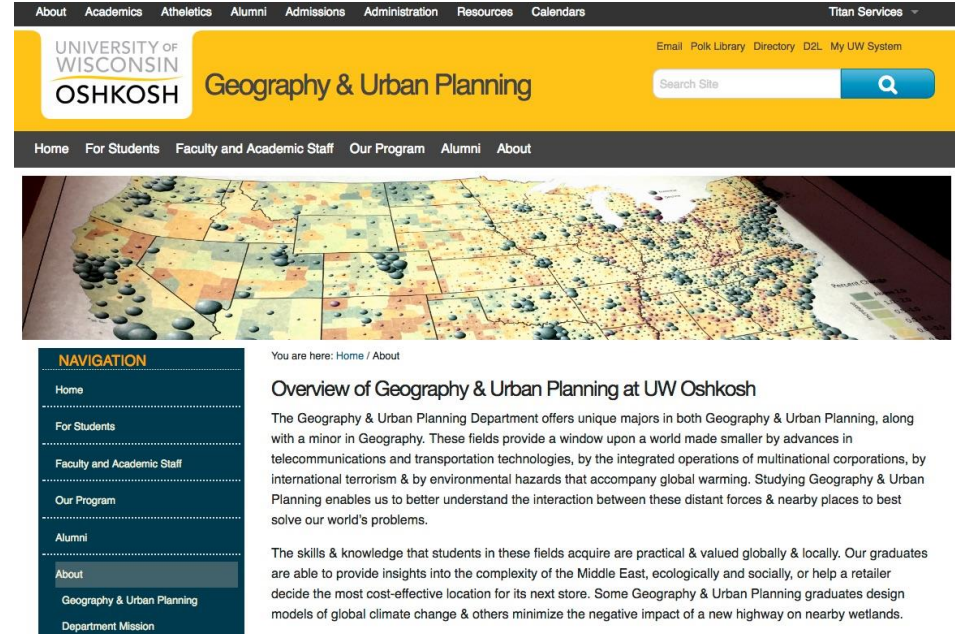 About Academics Atheletics Alumni Admissions Administration Resources Calendars Titan Services
UNIVERSITY OF
WISCONSIN
OSHKOSH
Geography & Urban Planning
Email Polk Library Directory D2L My UW System
Search Site
Home For Students Faculty and Academic Staff Our Program Alumni About
Percent Change
NAVIGATION
Home
For Students
Faculty and Academic Staff
Our Program
Alumni
About
Geography & Urban Planning
Department Mission
You are here: Home / About
Overview of Geography & Urban Planning at UW Oshkosh
The Geography & Urban Planning Department offers unique majors in both Geography & Urban Planning, along
with a minor in Geography. These fields provide a window upon a world made smaller by advances in
telecommunications and transportation technologies, by the integrated operations of multinational corporations, by
international terrorism & by environmental hazards that accompany global warming. Studying Geography & Urban
Planning enables us to better understand the interaction between these distant forces & nearby places to best
solve our world's problems.
The skills & knowledge that students in these fields acquire are practical & valued globally & locally. Our graduates
are able to provide insights into the complexity of the Middle East, ecologically and socially, or help a retailer
decide the most cost-effective location for its next store. Some Geography & Urban Planning graduates design
models of global climate change & others minimize the negative impact of a new highway on nearby wetlands.